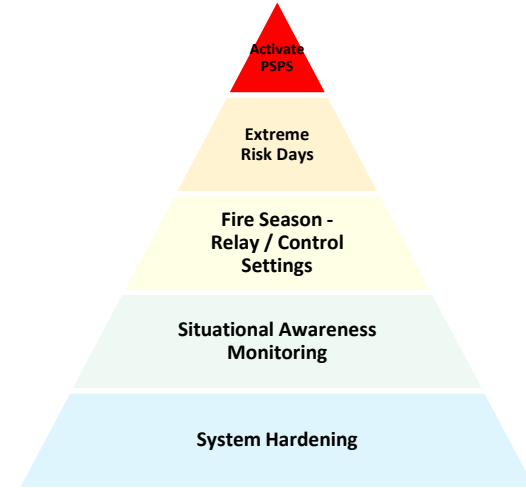 Activate
PSPS
Extreme
Risk Days
Fire Season -
Relay / Control
Settings
Situational Awareness
Monitoring
System Hardening